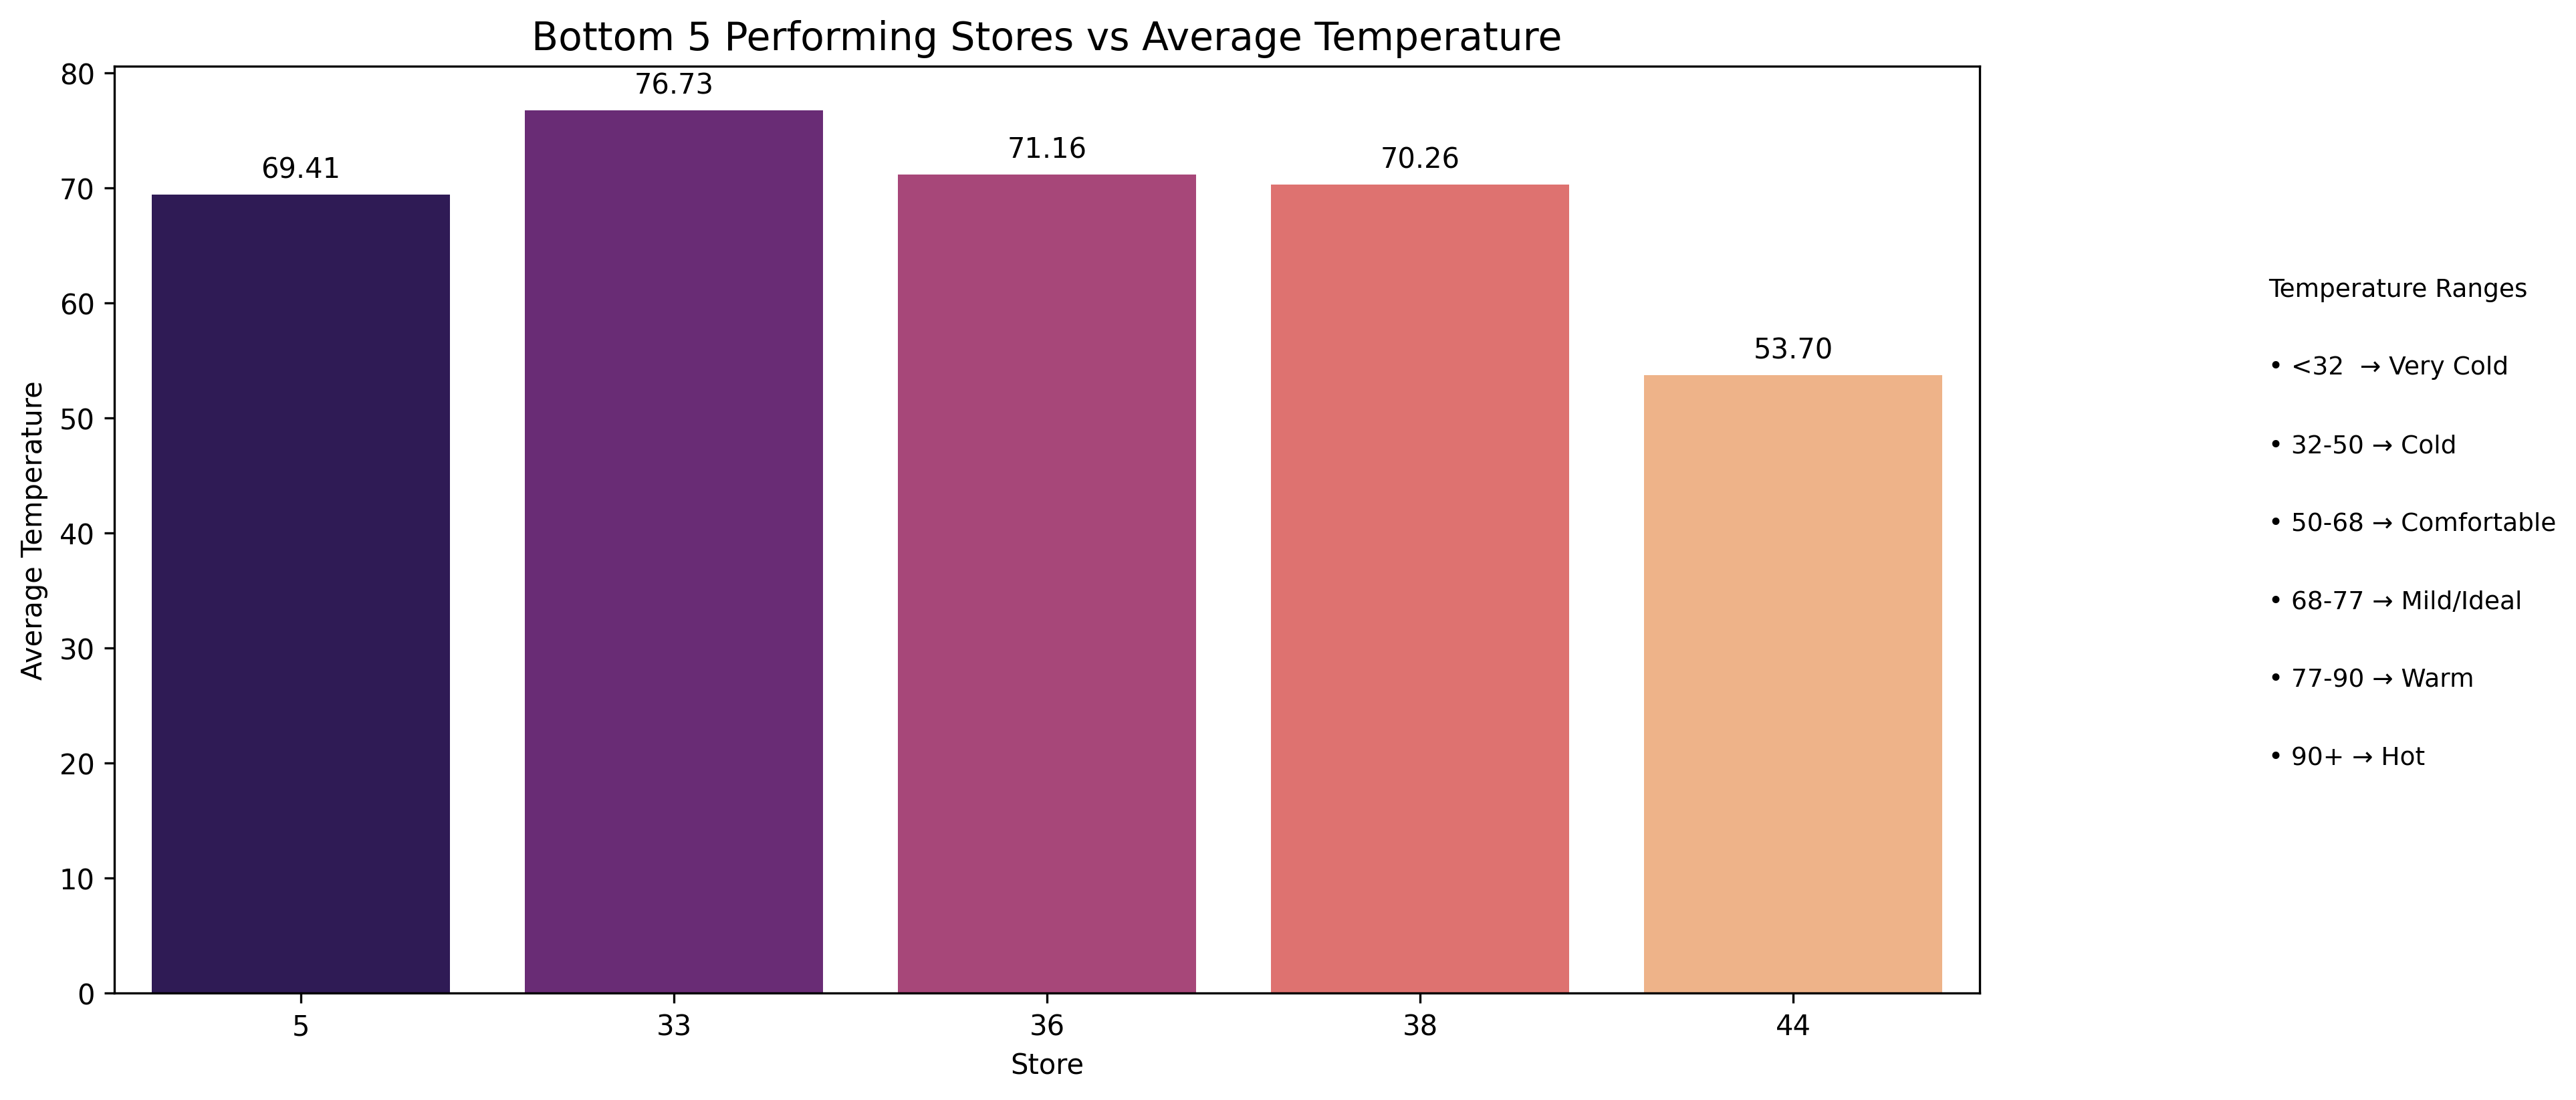 Bottom 5 Performing Stores vs Average Temperature
80
70
60
50
40
30
20
10
0
Average Temperature
69.41
76.73
71.16
70.26
53.70
5
33
36
38
44
Store
Temperature Ranges
• <32  → Very Cold
• 32-50 → Cold
• 50-68 → Comfortable
• 68-77 → Mild/Ideal
• 77-90 → Warm
• 90+ → Hot